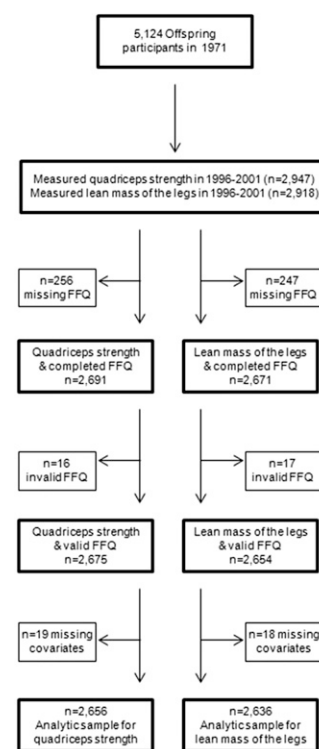 5,124 Offspring
participants in 1971
Measured quadriceps strength in 1996-2001 (n=2,947)
Measured lean mass of the legs in 1996-2001 (n=2,918)
n=256
missing FFQ
n=247
missing FFQ
Quadriceps strength
& completed FFQ
n=2,691
Lean mass of the legs
& completed FFQ
n=2,671
n=16
invalid FFQ
n=17
invalid FFQ
Quadriceps strength
& valid FFQ
n=2,675
Lean mass of the legs
& valid FFQ
n=2,654
n=19 missing
covariates
n=18 missing
covariates
n=2,656
Analytic sample for
quadriceps strength
n=2,636
Analytic sample for
lean mass of the legs